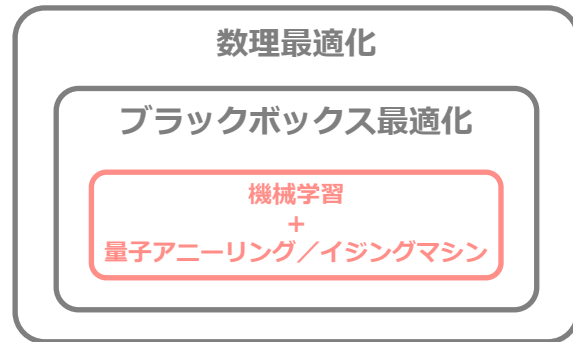 数理最適化
ブラックボックス最適化
機械学習
+
量子アニーリング／イジングマシン